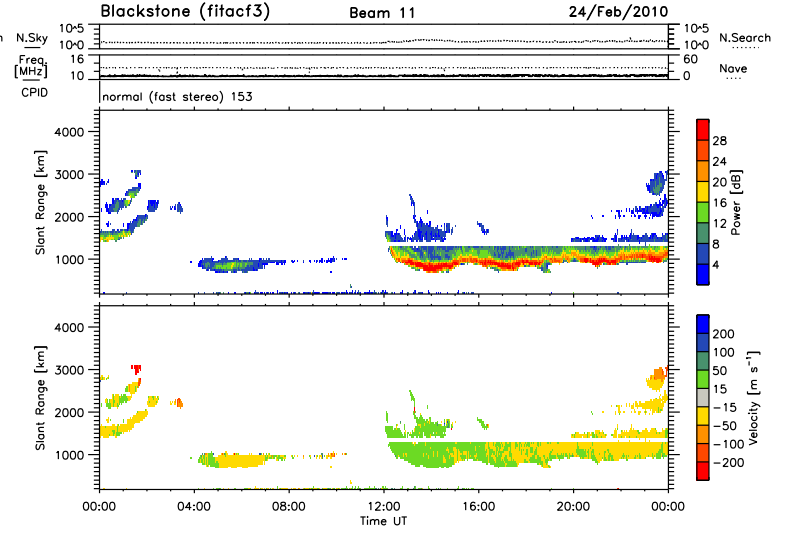 Blackstone (fitacf3) Beam 11 24/Feb/2010
n N.Sky 10^5 10^5 N.Search
10^0 10^0
Freq. 16 60
[MHz] 10 0 Nave
CPID normal (fast stereo) 153
4000
3000
2000
1000
Slant Range [km]
28
24
20
16
12
8
4
Power [dB]
4000
3000
2000
1000
Slant Range [km]
200
100
50
15
-15
-50
-100
-200
Velocity [m s⁻¹]
00:00 04:00 08:00 12:00 16:00 20:00 00:00
Time UT